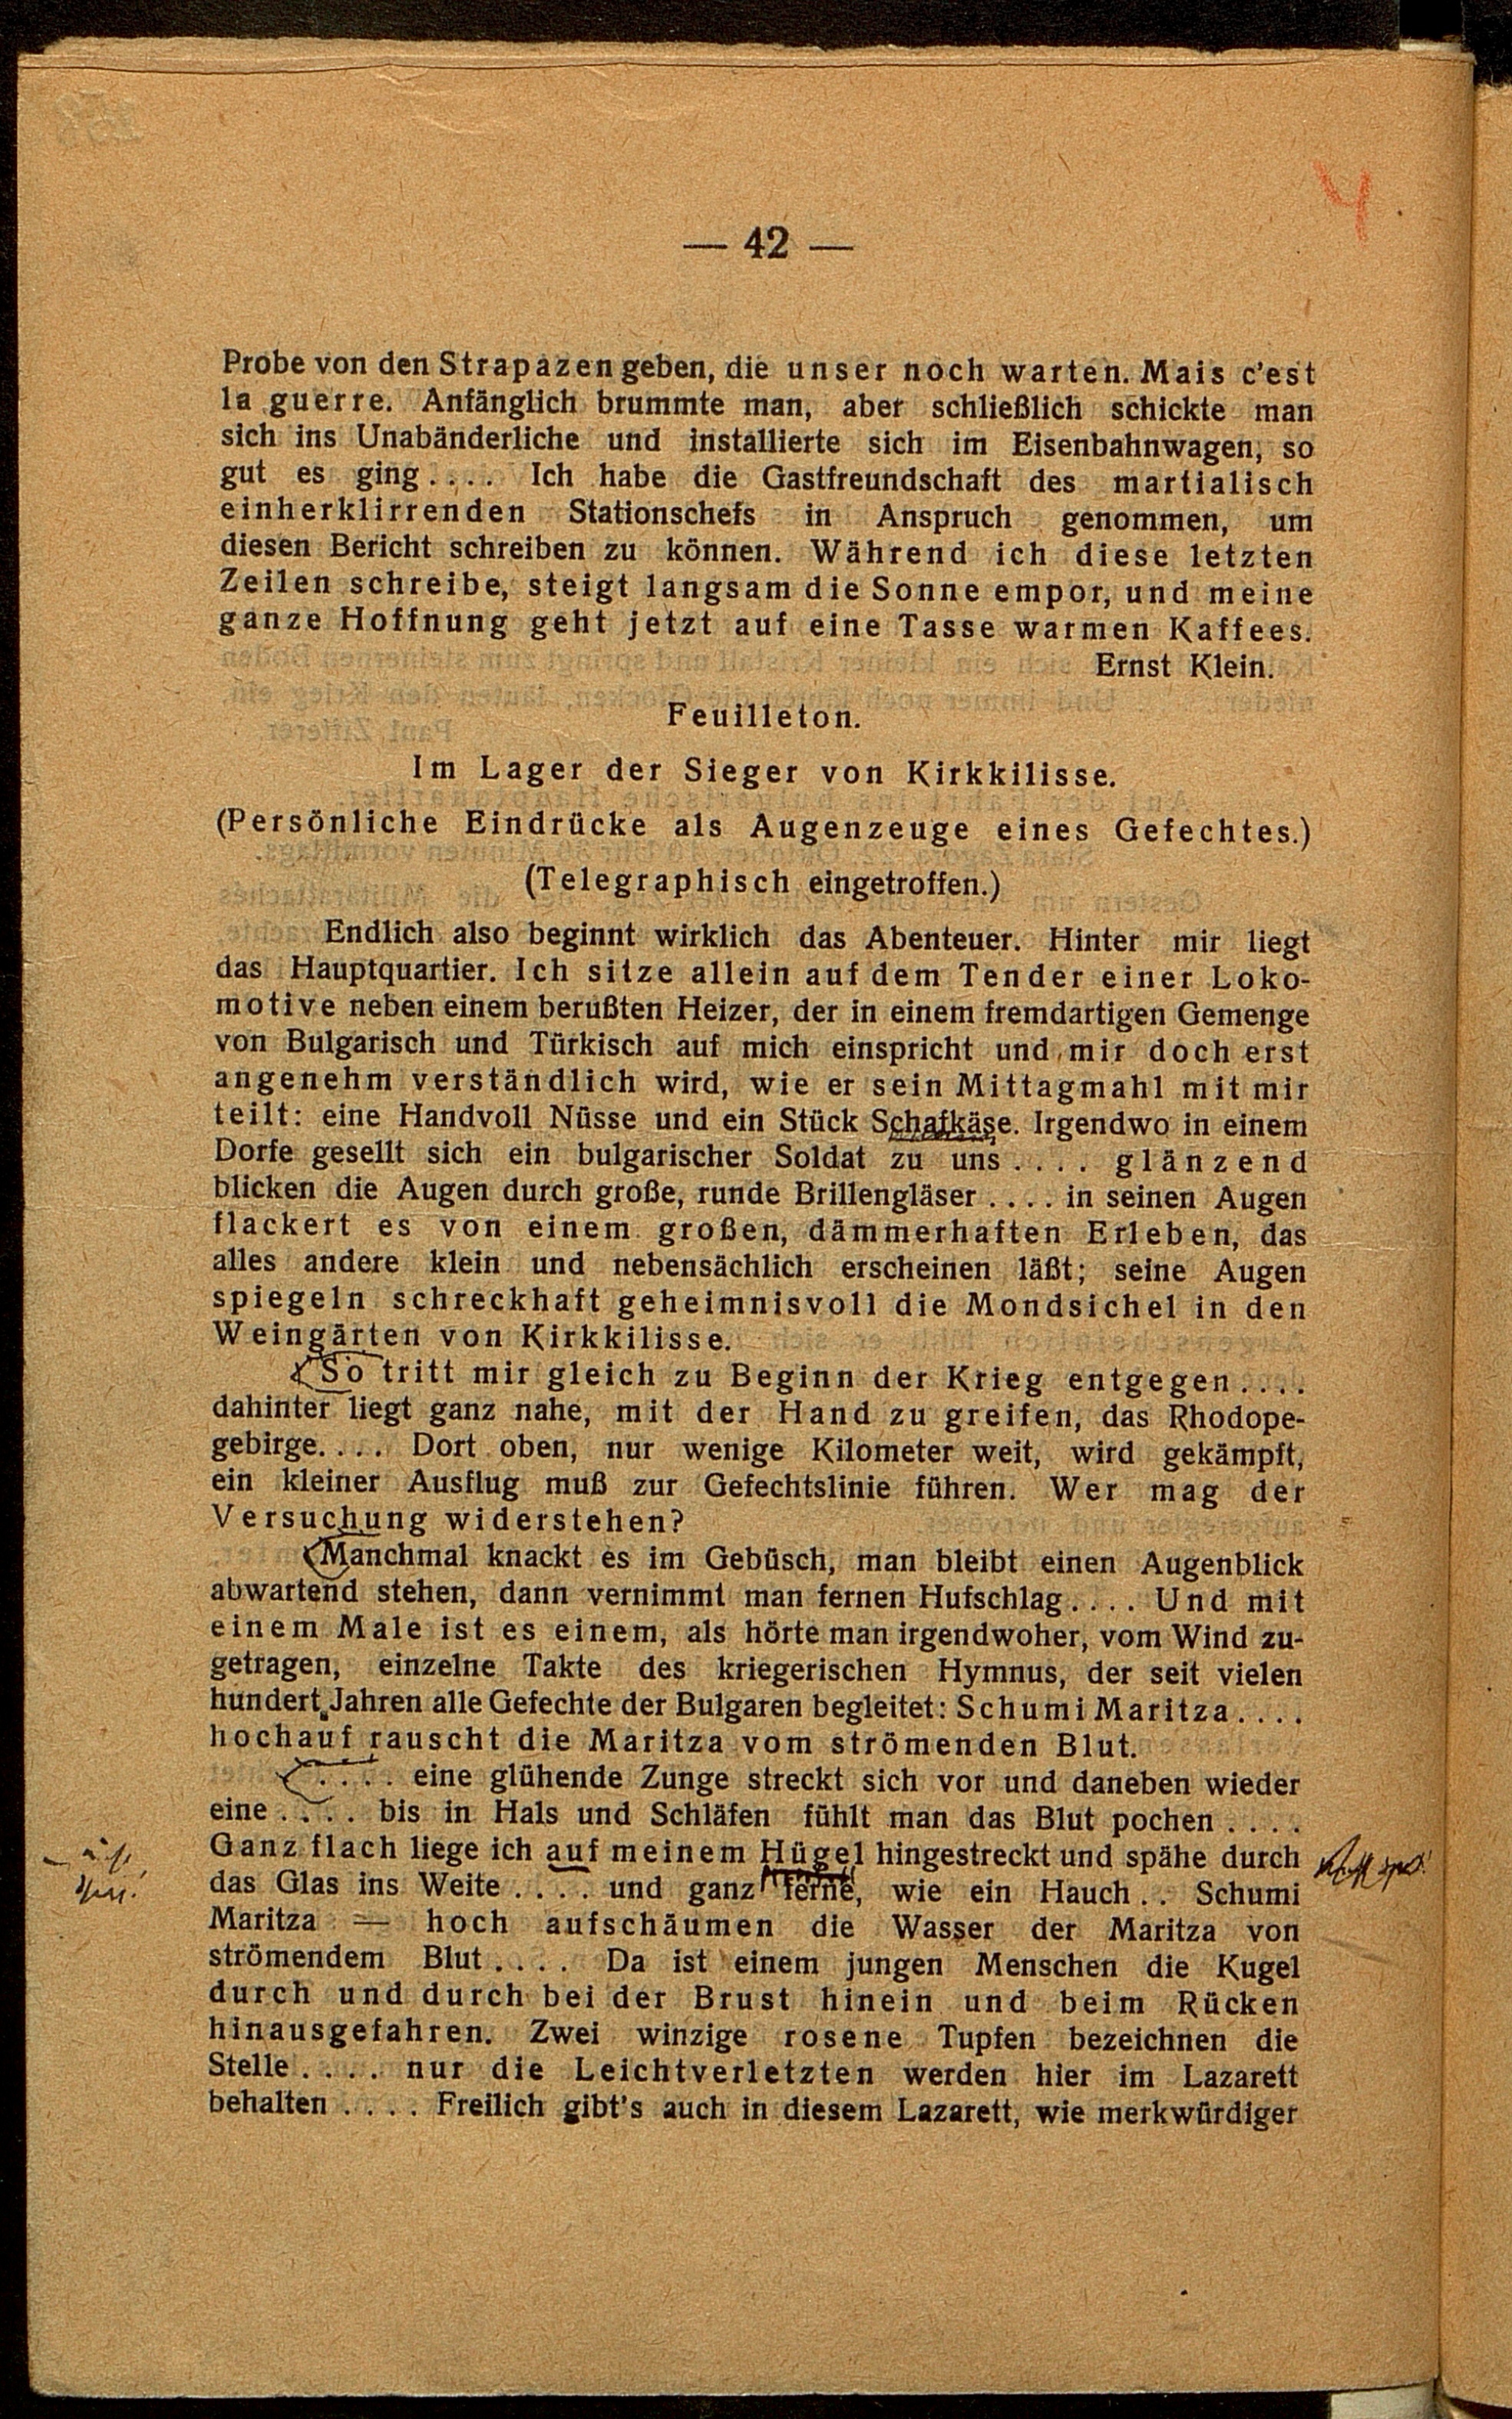 4
— 42 —
Probe von den Strapazen geben, die unser noch warten. Mais c'est
la guerre. Anfänglich brummte man, aber schließlich schickte man
sich ins Unabänderliche und installierte sich im Eisenbahnwagen, so
gut es ging.... Ich habe die Gastfreundschaft des martialisch
einherklirrenden Stationschefs in Anspruch genommen, um
diesen Bericht schreiben zu können. Während ich diese letzten
Zeilen schreibe, steigt langsam die Sonne empor, und meine
ganze Hoffnung geht jetzt auf eine Tasse warmen Kaffees.
Ernst Klein.
Feuilleton.
Im Lager der Sieger von Kirkkilisse.
(Persönliche Eindrücke als Augenzeuge eines Gefechtes.)
(Telegraphisch eingetroffen.)
Endlich also beginnt wirklich das Abenteuer. Hinter mir liegt
das Hauptquartier. Ich sitze allein auf dem Tender einer Loko-
motive neben einem berußten Heizer, der in einem fremdartigen Gemenge
von Bulgarisch und Türkisch auf mich einspricht und mir doch erst
angenehm verständlich wird, wie er sein Mittagmahl mit mir
teilt: eine Handvoll Nüsse und ein Stück Schafkäse. Irgendwo in einem
Dorfe gesellt sich ein bulgarischer Soldat zu uns .... glänzend
blicken die Augen durch große, runde Brillengläser .... in seinen Augen
flackert es von einem großen, dämmerhaften Erleben, das
alles andere klein und nebensächlich erscheinen läßt; seine Augen
spiegeln schreckhaft geheimnisvoll die Mondsichel in den
Weingärten von Kirkkilisse.
So tritt mir gleich zu Beginn der Krieg entgegen....
dahinter liegt ganz nahe, mit der Hand zu greifen, das Rhodope-
gebirge.... Dort oben, nur wenige Kilometer weit, wird gekämpft,
ein kleiner Ausflug muß zur Gefechtslinie führen. Wer mag der
Versuchung widerstehen?
Manchmal knackt es im Gebüsch, man bleibt einen Augenblick
abwartend stehen, dann vernimmt man fernen Hufschlag.... Und mit
einem Male ist es einem, als hörte man irgendwoher, vom Wind zu-
getragen, einzelne Takte des kriegerischen Hymnus, der seit vielen
hundert Jahren alle Gefechte der Bulgaren begleitet: Schumi Maritza....
hochauf rauscht die Maritza vom strömenden Blut.
.... eine glühende Zunge streckt sich vor und daneben wieder
eine .... bis in Hals und Schläfen fühlt man das Blut pochen ....
Ganz flach liege ich auf meinem Hügel hingestreckt und spähe durch
das Glas ins Weite .... und ganz ferne, wie ein Hauch .. Schumi
Maritza — hoch aufschäumen die Wasser der Maritza von
strömendem Blut .... Da ist einem jungen Menschen die Kugel
durch und durch bei der Brust hinein und beim Rücken
hinausgefahren. Zwei winzige rosene Tupfen bezeichnen die
Stelle .... nur die Leichtverletzten werden hier im Lazarett
behalten .... Freilich gibt's auch in diesem Lazarett, wie merkwürdiger